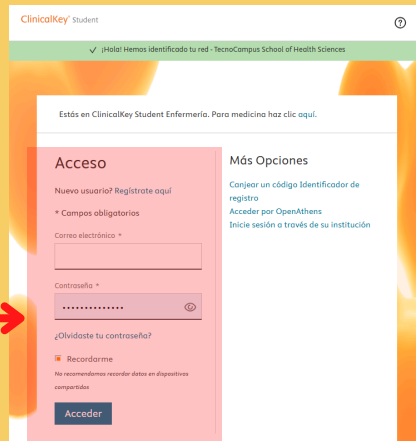 ClinicalKey® Student
¡Hola! Hemos identificado tu red - TecnoCampus School of Health Sciences
Estás en ClinicalKey Student Enfermería. Para medicina haz clic aquí.
Acceso
Nuevo usuario? Regístrate aquí
* Campos obligatorios
Correo electrónico *
Contraseña *
¿Olvidaste tu contraseña?
Recordarme
No recomendamos recordar datos en dispositivos
compartidos
Acceder
Más Opciones
Canjear un código Identificador de
registro
Acceder por OpenAthens
Inicie sesión a través de su institución